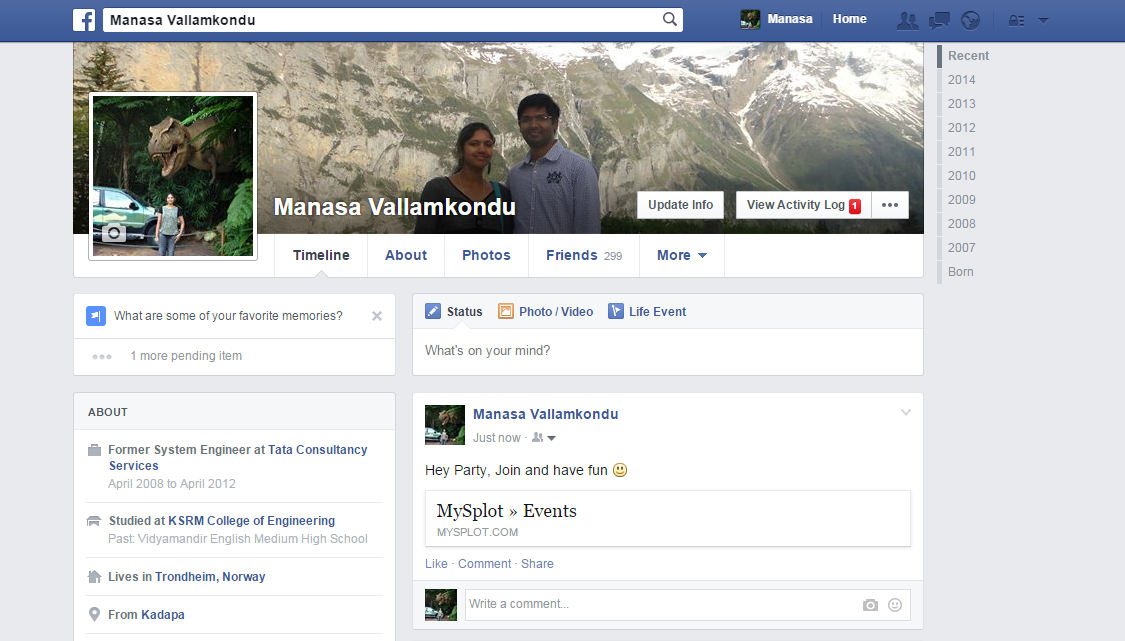 Manasa Vallamkondu
Manasa
Home
Recent
2014
2013
2012
2011
2010
2009
2008
2007
Born
Manasa Vallamkondu
Update Info
View Activity Log 1
Timeline
About
Photos
Friends 299
More
What are some of your favorite memories?
1 more pending item
ABOUT
Former System Engineer at Tata Consultancy
Services
April 2008 to April 2012
Studied at KSRM College of Engineering
Past: Vidyamandir English Medium High School
Lives in Trondheim, Norway
From Kadapa
Status
Photo / Video
Life Event
What's on your mind?
Manasa Vallamkondu
Just now ·
Hey Party, Join and have fun
MySplot » Events
MYSPLOT.COM
Like · Comment · Share
Write a comment...